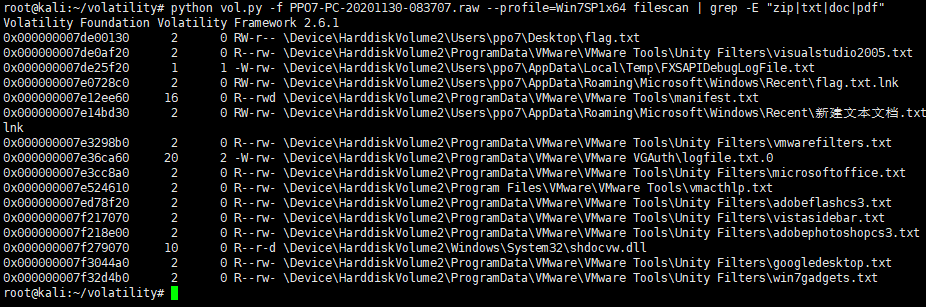 root@kali:~/volatility# python vol.py -f PPO7-PC-20201130-083707.raw --profile=Win7SP1x64 filescan | grep -E "zip|txt|doc|pdf"
Volatility Foundation Volatility Framework 2.6.1
0x000000007de00130      2      0 RW-r-- \Device\HarddiskVolume2\Users\ppo7\Desktop\flag.txt
0x000000007de0af20      2      0 R--rw- \Device\HarddiskVolume2\ProgramData\VMware\VMware Tools\Unity Filters\visualstudio2005.txt
0x000000007de25f20      1      1 -W-rw- \Device\HarddiskVolume2\Users\ppo7\AppData\Local\Temp\FXSAPIDebugLogFile.txt
0x000000007e0728c0      2      0 RW-rw- \Device\HarddiskVolume2\Users\ppo7\AppData\Roaming\Microsoft\Windows\Recent\flag.txt.lnk
0x000000007e12ee60     16      0 R--rwd \Device\HarddiskVolume2\ProgramData\VMware\VMware Tools\manifest.txt
0x000000007e14bd30      2      0 RW-rw- \Device\HarddiskVolume2\Users\ppo7\AppData\Roaming\Microsoft\Windows\Recent\新建文本文档.txt
lnk
0x000000007e3298b0      2      0 R--rw- \Device\HarddiskVolume2\ProgramData\VMware\VMware Tools\Unity Filters\vmwarefilters.txt
0x000000007e36ca60     20      2 -W-rw- \Device\HarddiskVolume2\ProgramData\VMware\VMware VGAuth\logfile.txt.0
0x000000007e3cc8a0      2      0 R--rw- \Device\HarddiskVolume2\ProgramData\VMware\VMware Tools\Unity Filters\microsoftoffice.txt
0x000000007e524610      2      0 R--rw- \Device\HarddiskVolume2\Program Files\VMware\VMware Tools\vmacthlp.txt
0x000000007ed78f20      2      0 R--rw- \Device\HarddiskVolume2\ProgramData\VMware\VMware Tools\Unity Filters\adobeflashcs3.txt
0x000000007f217070      2      0 R--rw- \Device\HarddiskVolume2\ProgramData\VMware\VMware Tools\Unity Filters\vistasidebar.txt
0x000000007f218e00      2      0 R--rw- \Device\HarddiskVolume2\ProgramData\VMware\VMware Tools\Unity Filters\adobephotoshopcs3.txt
0x000000007f279070     10      0 R--r-d \Device\HarddiskVolume2\Windows\System32\shdocvw.dll
0x000000007f3044a0      2      0 R--rw- \Device\HarddiskVolume2\ProgramData\VMware\VMware Tools\Unity Filters\googledesktop.txt
0x000000007f32d4b0      2      0 R--rw- \Device\HarddiskVolume2\ProgramData\VMware\VMware Tools\Unity Filters\win7gadgets.txt
root@kali:~/volatility#